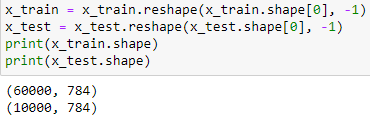 x_train = x_train.reshape(x_train.shape[0], -1)
x_test = x_test.reshape(x_test.shape[0], -1)
print(x_train.shape)
print(x_test.shape)
(60000, 784)
(10000, 784)